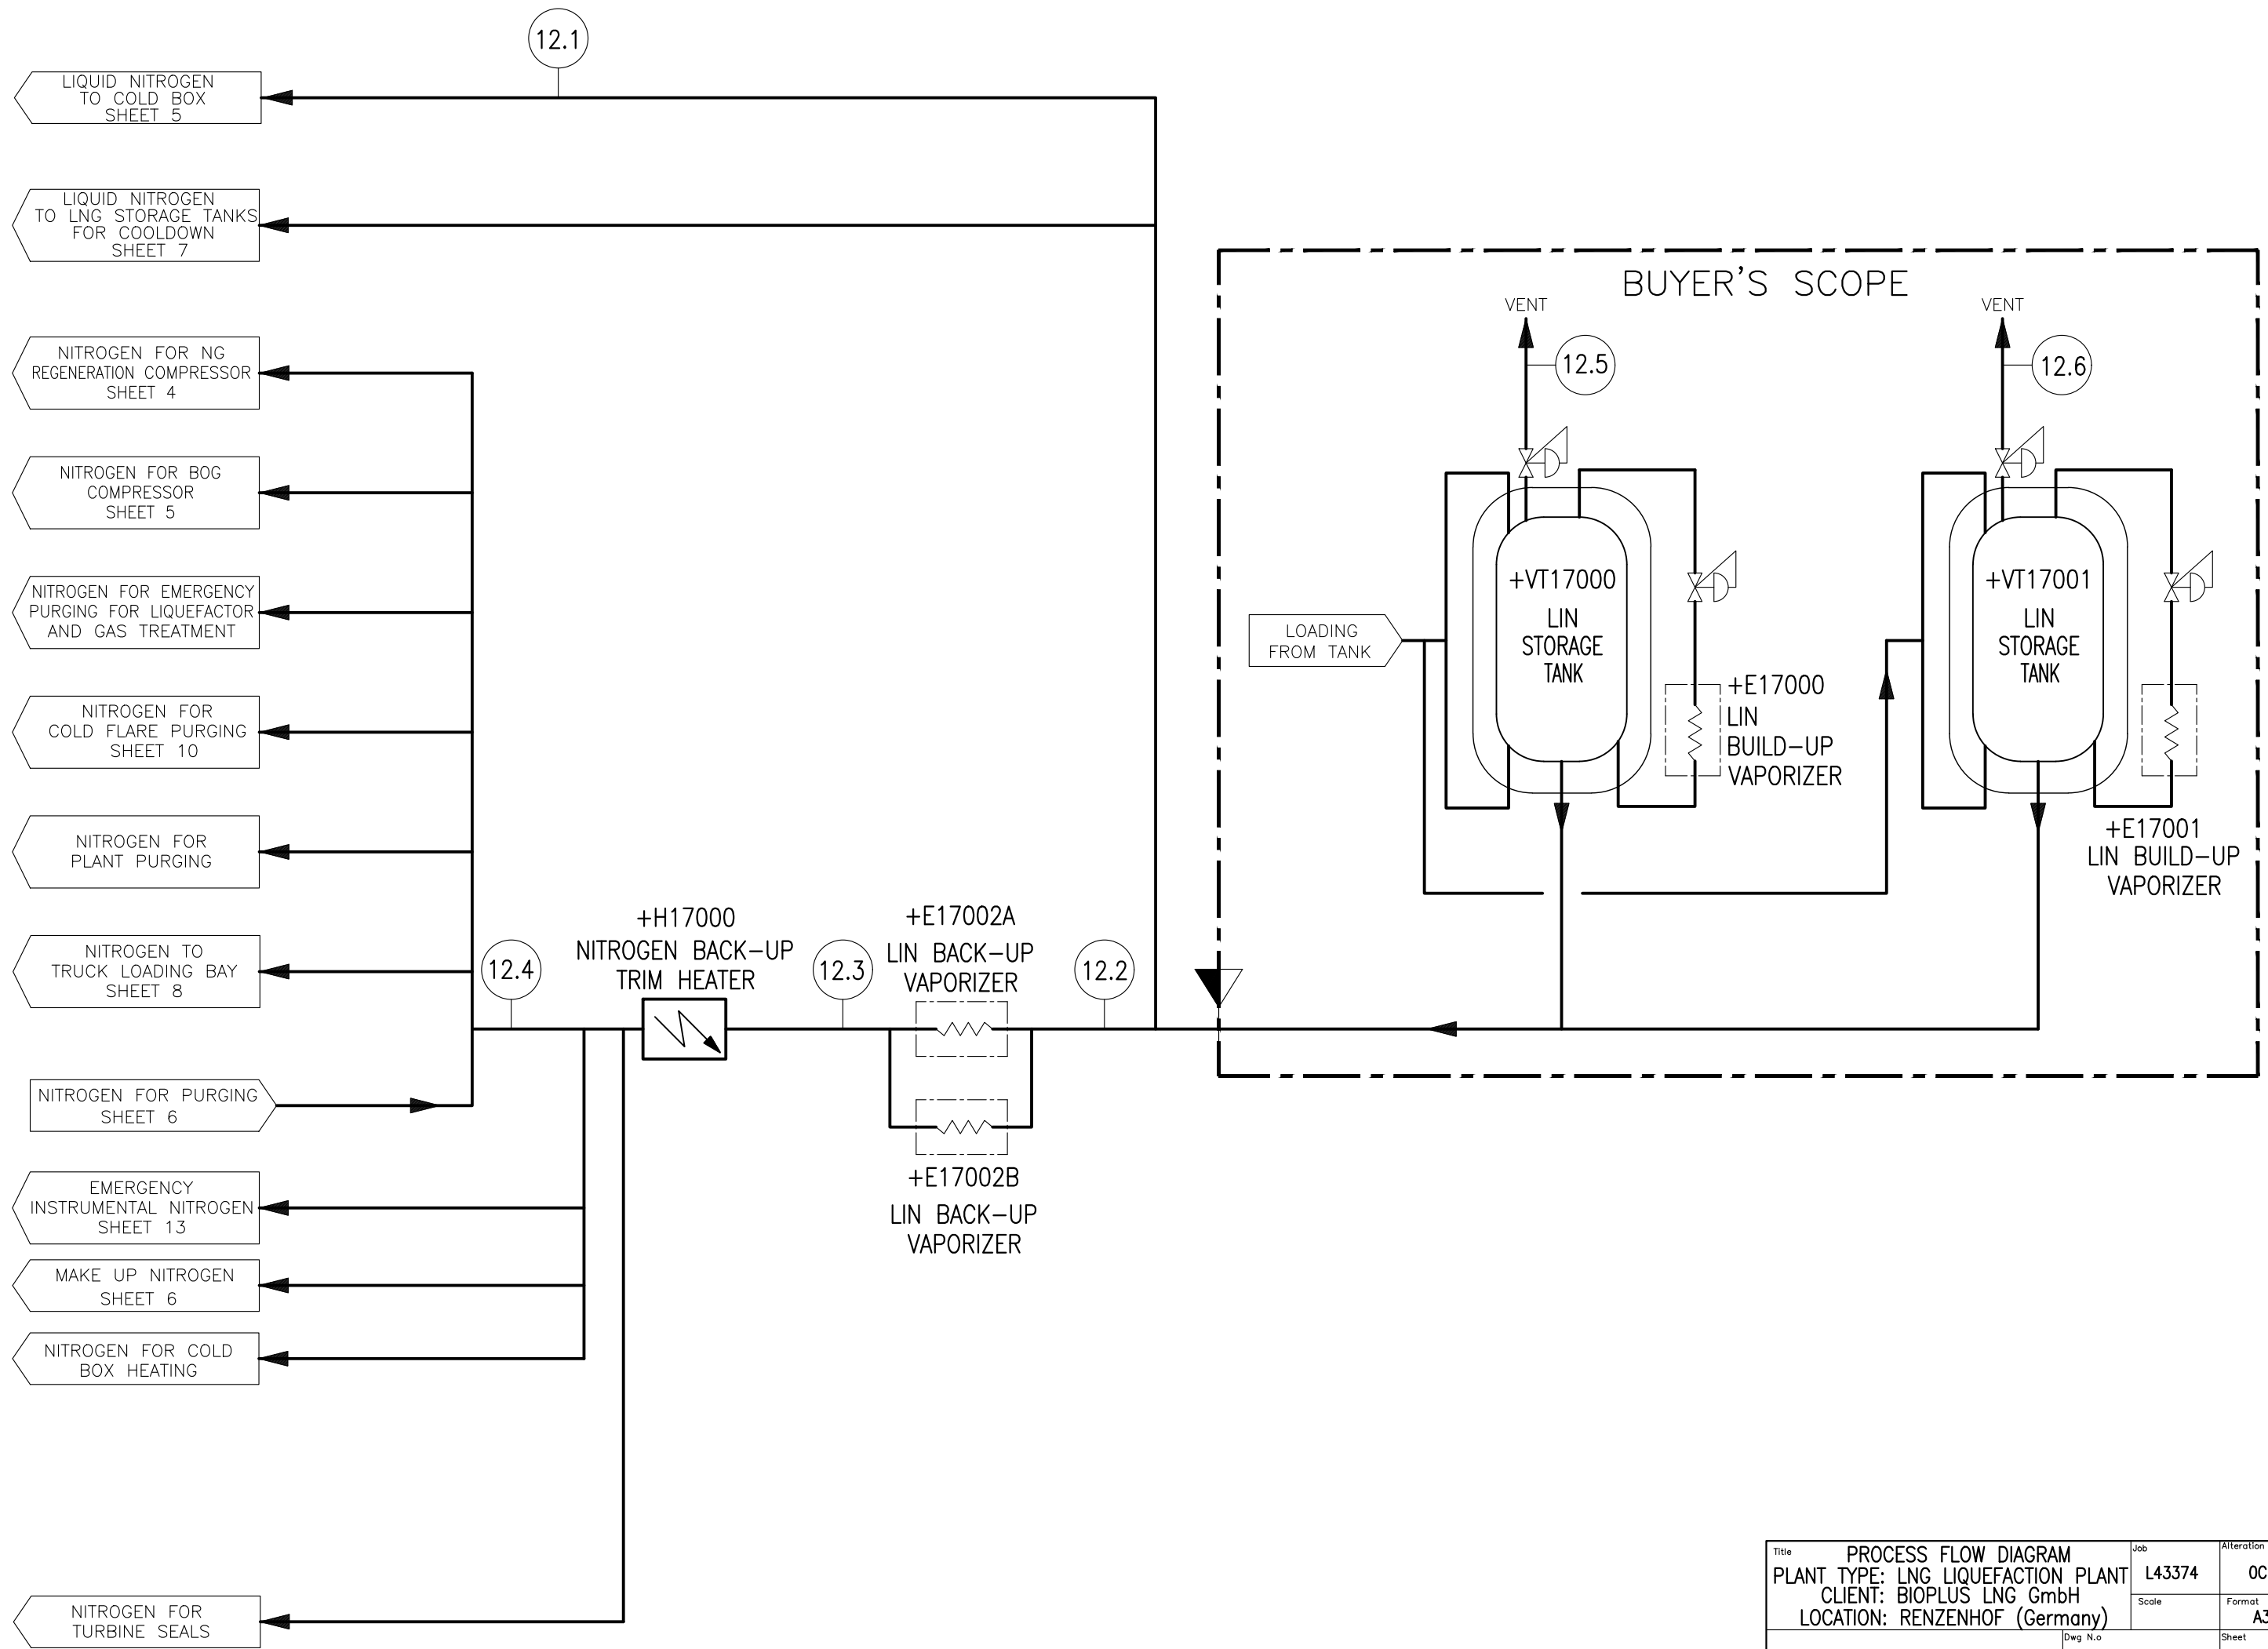 12.1
LIQUID NITROGEN
TO COLD BOX
SHEET 5
LIQUID NITROGEN
TO LNG STORAGE TANKS
FOR COOLDOWN
SHEET 7
NITROGEN FOR NG
REGENERATION COMPRESSOR
SHEET 4
NITROGEN FOR BOG
COMPRESSOR
SHEET 5
NITROGEN FOR EMERGENCY
PURGING FOR LIQUEFACTOR
AND GAS TREATMENT
NITROGEN FOR
COLD FLARE PURGING
SHEET 10
NITROGEN FOR
PLANT PURGING
NITROGEN TO
TRUCK LOADING BAY
SHEET 8
NITROGEN FOR PURGING
SHEET 6
EMERGENCY
INSTRUMENTAL NITROGEN
SHEET 13
MAKE UP NITROGEN
SHEET 6
NITROGEN FOR COLD
BOX HEATING
NITROGEN FOR
TURBINE SEALS
12.4
+H17000
NITROGEN BACK-UP
TRIM HEATER
12.3
+E17002A
LIN BACK-UP
VAPORIZER
12.2
+E17002B
LIN BACK-UP
VAPORIZER
BUYER'S SCOPE
VENT
12.5
VENT
12.6
LOADING
FROM TANK
+VT17000
LIN
STORAGE
TANK
+E17000
LIN
BUILD-UP
VAPORIZER
+VT17001
LIN
STORAGE
TANK
+E17001
LIN BUILD-UP
VAPORIZER
Title
PROCESS FLOW DIAGRAM
PLANT TYPE: LNG LIQUEFACTION PLANT
CLIENT: BIOPLUS LNG GmbH
LOCATION: RENZENHOF (Germany)
Job
L43374
Alteration
0C
Scale
Format
A3
Dwg N.o
Sheet